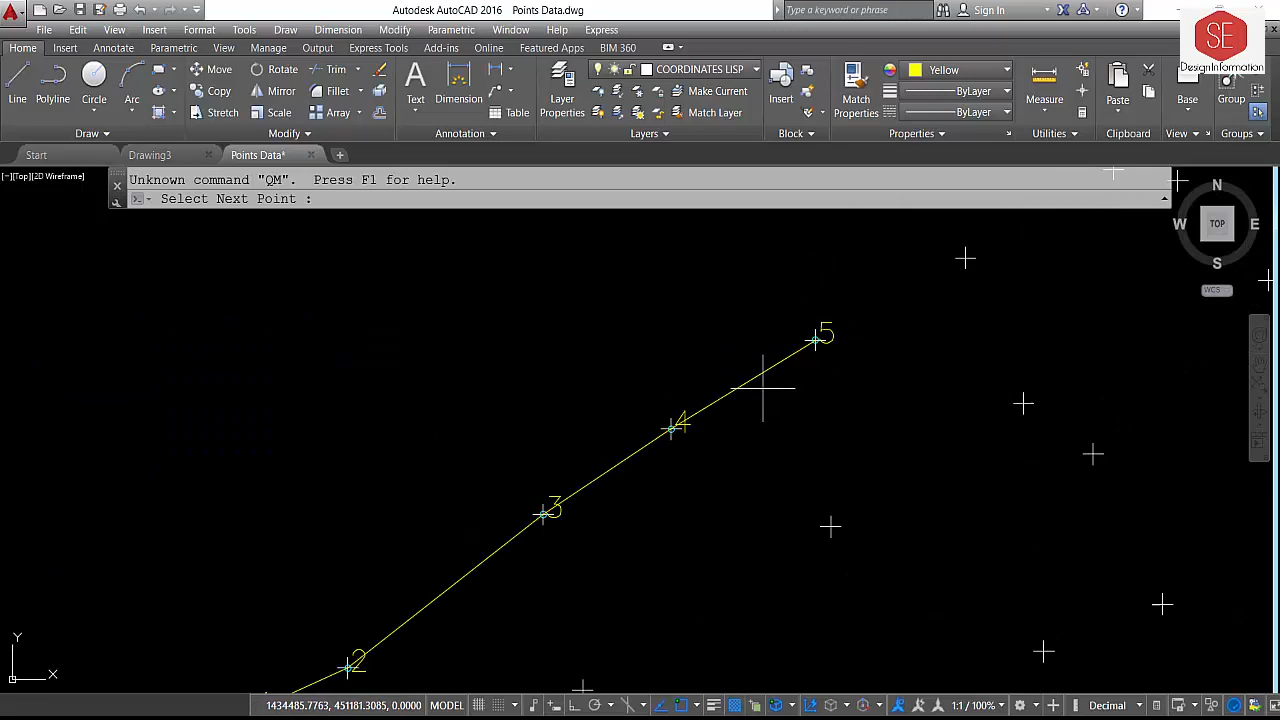 Autodesk AutoCAD 2016 Points Data.dwg
Type a keyword or phrase
Sign In
SE
DesignInformation
File Edit View Insert Format Tools Draw Dimension Modify Parametric Window Help Express
Home Insert Annotate Parametric View Manage Output Express Tools Add-ins Online Featured Apps BIM 360
Line Polyline Circle Arc
Move Rotate Trim
Copy Mirror Fillet
Stretch Scale Array
Text Dimension Table
Layer Properties
COORDINATES LISP
Make Current
Match Layer
Insert
Match Properties
Yellow
ByLayer
ByLayer
Measure
Paste
Base
Group
Draw Modify Annotation Layers Block Properties Utilities Clipboard View Groups
Start Drawing3 Points Data*
[−][Top][2D Wireframe]
Unknown command "QM". Press F1 for help.
Select Next Point :
N
W TOP E
S
WCS
5
4
3
2
Y
X
1434485.7763, 451181.3085, 0.0000 MODEL 1:1 / 100% Decimal